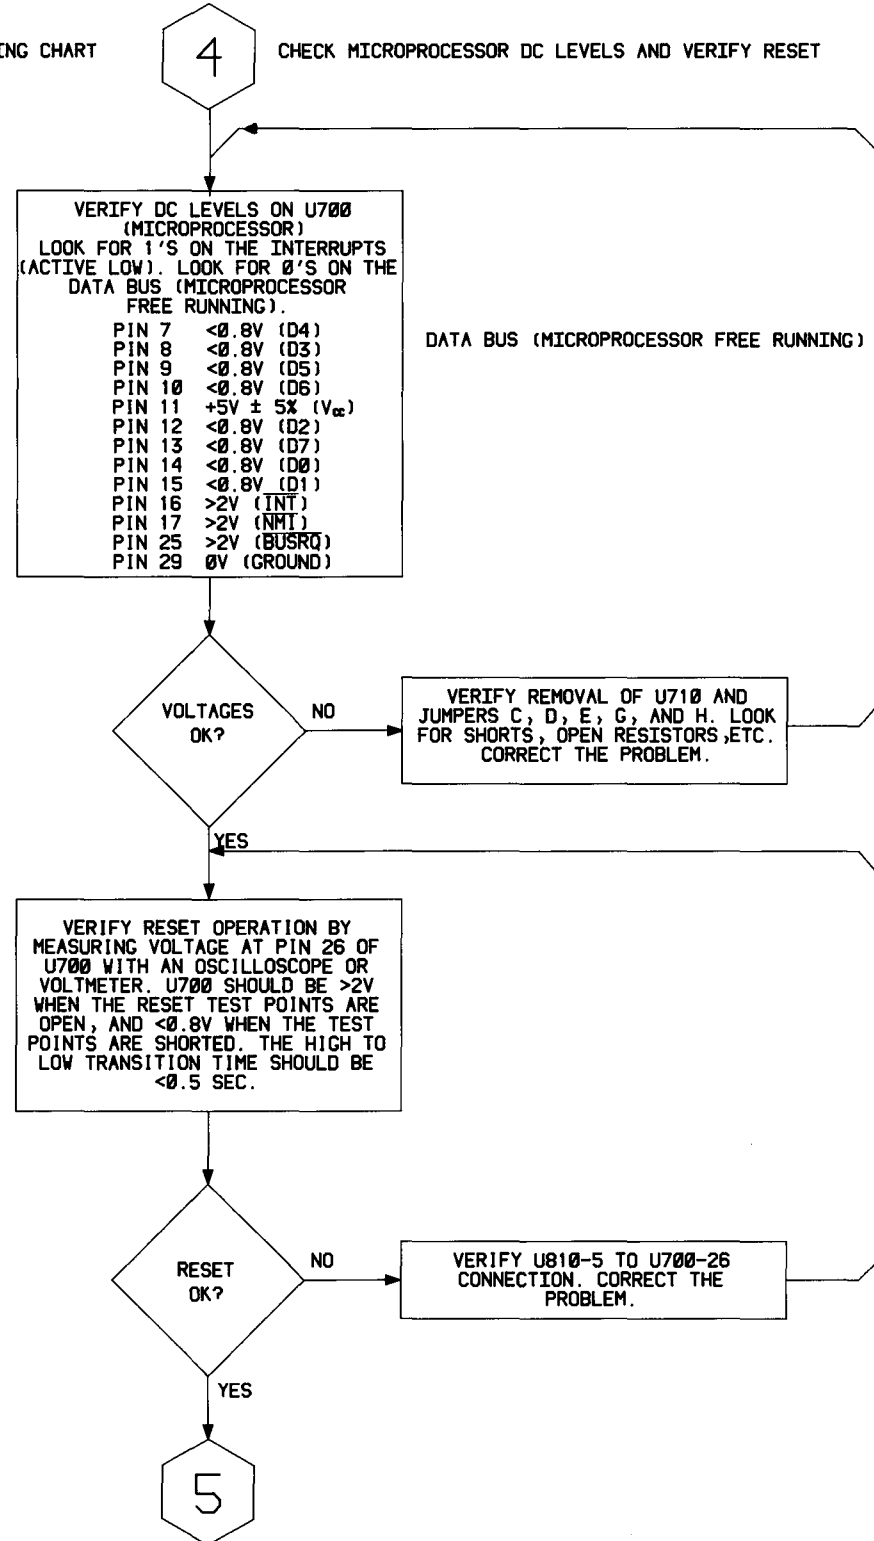 ING CHART
4
CHECK MICROPROCESSOR DC LEVELS AND VERIFY RESET
VERIFY DC LEVELS ON U700
(MICROPROCESSOR)
LOOK FOR 1'S ON THE INTERRUPTS
(ACTIVE LOW). LOOK FOR 0'S ON THE
DATA BUS (MICROPROCESSOR
FREE RUNNING).
PIN 7 <0.8V (D4)
PIN 8 <0.8V (D3)
PIN 9 <0.8V (D5)
PIN 10 <0.8V (D6)
PIN 11 +5V ± 5% (Vcc)
PIN 12 <0.8V (D2)
PIN 13 <0.8V (D7)
PIN 14 <0.8V (D0)
PIN 15 <0.8V (D1)
PIN 16 >2V (I̅N̅T̅)
PIN 17 >2V (N̅M̅I̅)
PIN 25 >2V (B̅U̅S̅R̅Q̅)
PIN 29 0V (GROUND)
DATA BUS (MICROPROCESSOR FREE RUNNING)
VOLTAGES
OK?
NO
VERIFY REMOVAL OF U710 AND
JUMPERS C, D, E, G, AND H. LOOK
FOR SHORTS, OPEN RESISTORS,ETC.
CORRECT THE PROBLEM.
YES
VERIFY RESET OPERATION BY
MEASURING VOLTAGE AT PIN 26 OF
U700 WITH AN OSCILLOSCOPE OR
VOLTMETER. U700 SHOULD BE >2V
WHEN THE RESET TEST POINTS ARE
OPEN, AND <0.8V WHEN THE TEST
POINTS ARE SHORTED. THE HIGH TO
LOW TRANSITION TIME SHOULD BE
<0.5 SEC.
RESET
OK?
NO
VERIFY U810-5 TO U700-26
CONNECTION. CORRECT THE
PROBLEM.
YES
5